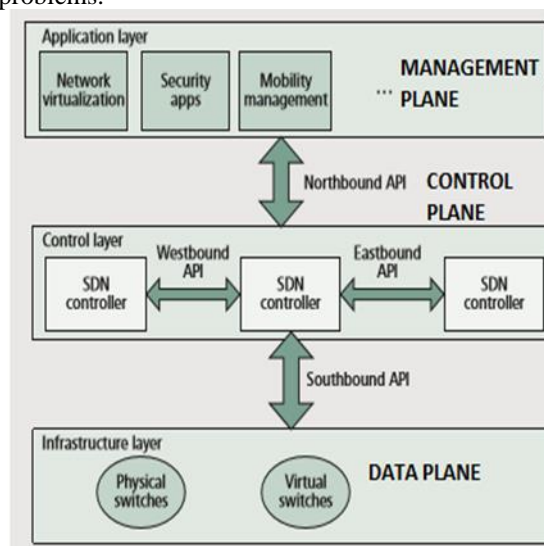 problems.
Application layer
Network
virtualization
Security
apps
Mobility
management
...
MANAGEMENT
PLANE
Northbound API
CONTROL
PLANE
Control layer
Westbound
API
Eastbound
API
SDN
controller
SDN
controller
SDN
controller
Southbound API
Infrastructure layer
Physical
switches
Virtual
switches
DATA PLANE